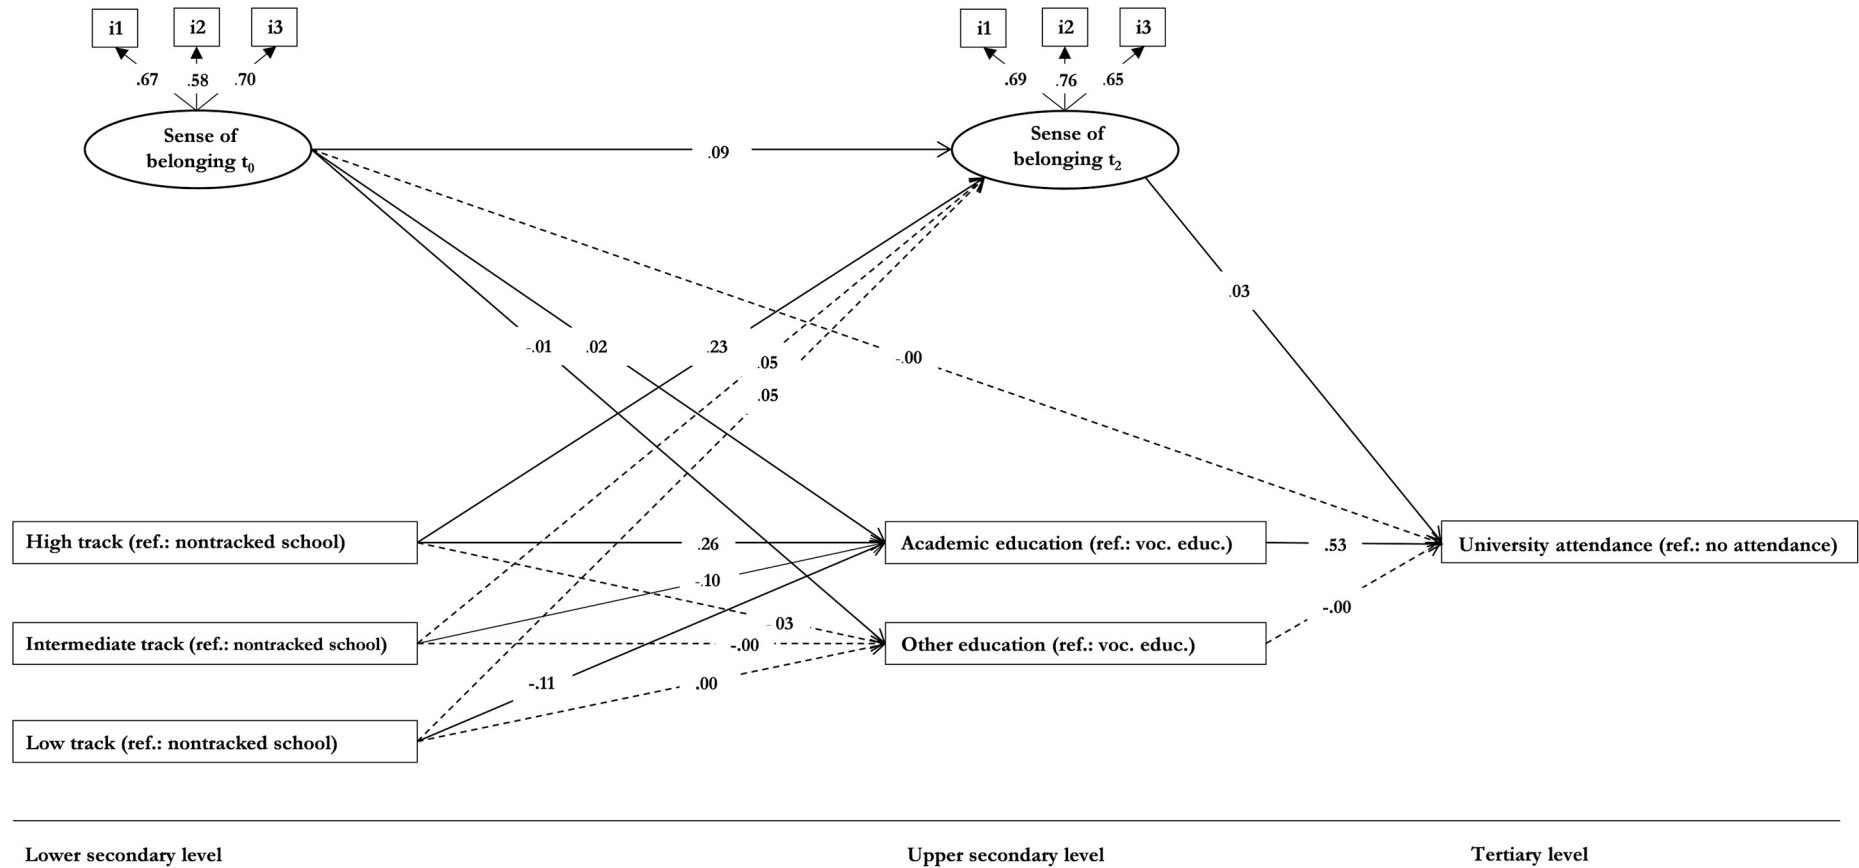 i1 i2 i3
i1 i2 i3
.67 .58 .70
.69 .76 .65
Sense of
belonging t₀
Sense of
belonging t₂
.09
.03
-.01 .02 .23
.05
-.00
.05
High track (ref.: nontracked school)
.26
Academic education (ref.: voc. educ.)
.53
University attendance (ref.: no attendance)
-.10
-.00
- 03
Intermediate track (ref.: nontracked school)
-.00
Other education (ref.: voc. educ.)
-.11
.00
Low track (ref.: nontracked school)
Lower secondary level
Upper secondary level
Tertiary level